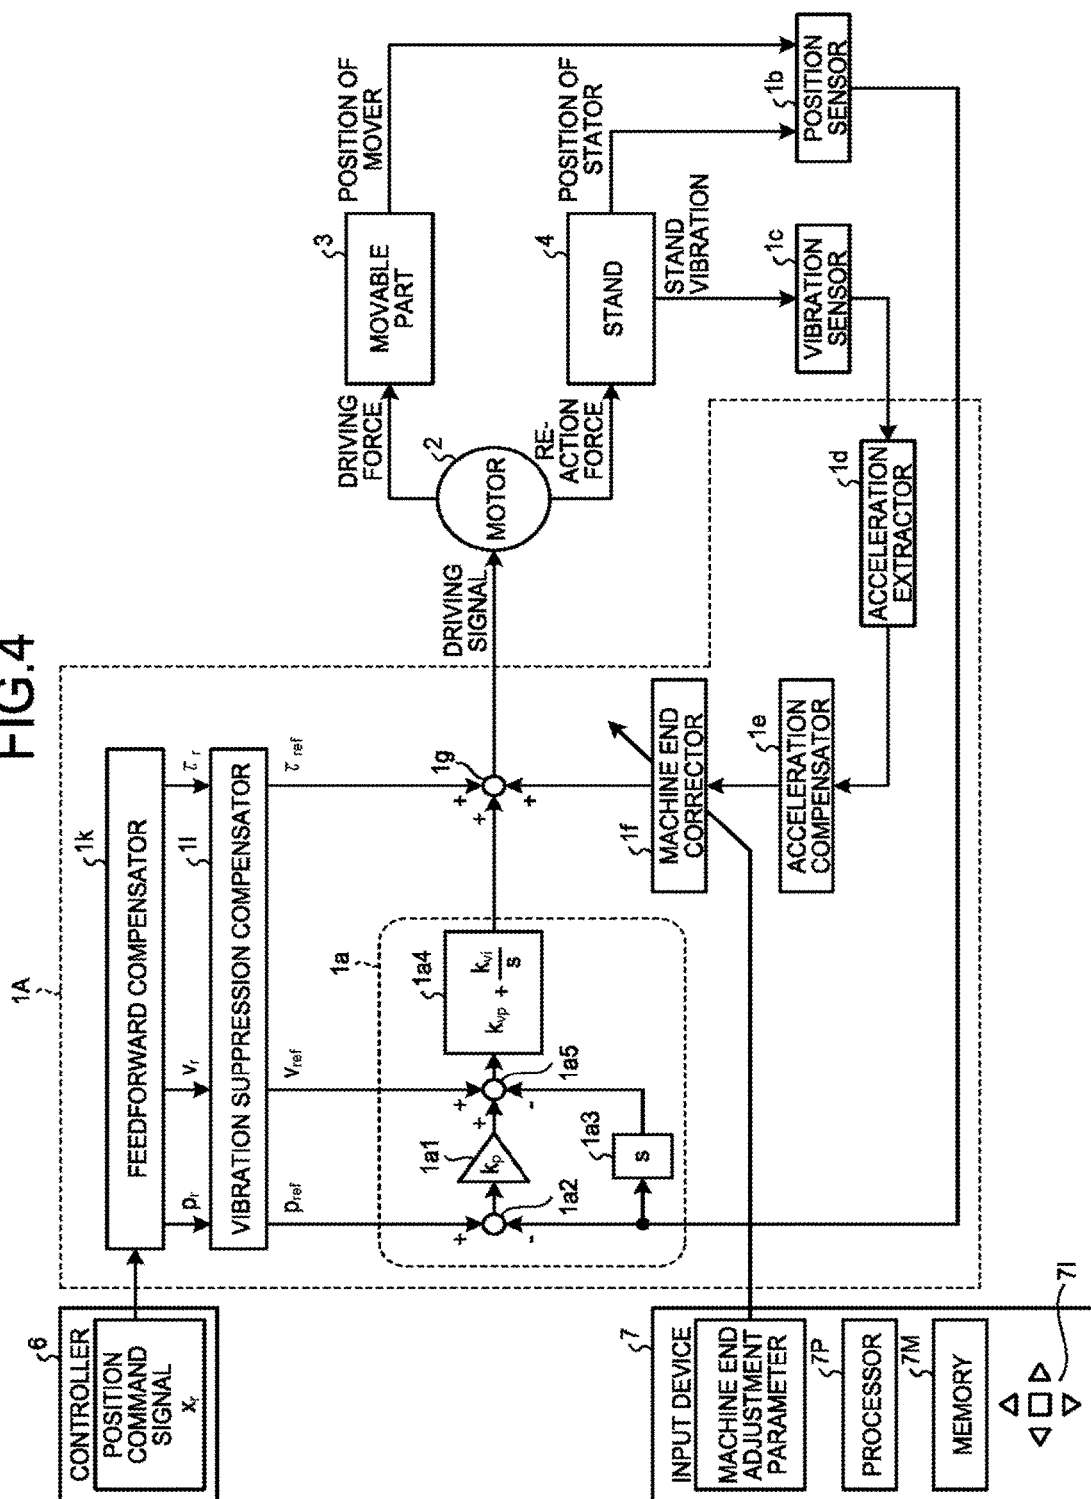 FIG.4
1A
6
CONTROLLER
POSITION
COMMAND
SIGNAL
xr
1k
FEEDFORWARD COMPENSATOR
pr
vr
τr
1l
VIBRATION SUPPRESSION COMPENSATOR
pref
vref
τref
1a
1a1
kp
1a2
1a3
s
1a4
kvp + kvi
s
1a5
+
-
+
+
-
+
+
+
1g
DRIVING
SIGNAL
2
MOTOR
DRIVING
FORCE
RE-
ACTION
FORCE
3
MOVABLE
PART
POSITION OF
MOVER
4
STAND
POSITION OF
STATOR
STAND
VIBRATION
1b
POSITION
SENSOR
1c
VIBRATION
SENSOR
1d
ACCELERATION
EXTRACTOR
1e
ACCELERATION
COMPENSATOR
1f
MACHINE END
CORRECTOR
7
INPUT DEVICE
MACHINE END
ADJUSTMENT
PARAMETER
7P
PROCESSOR
7M
MEMORY
7I